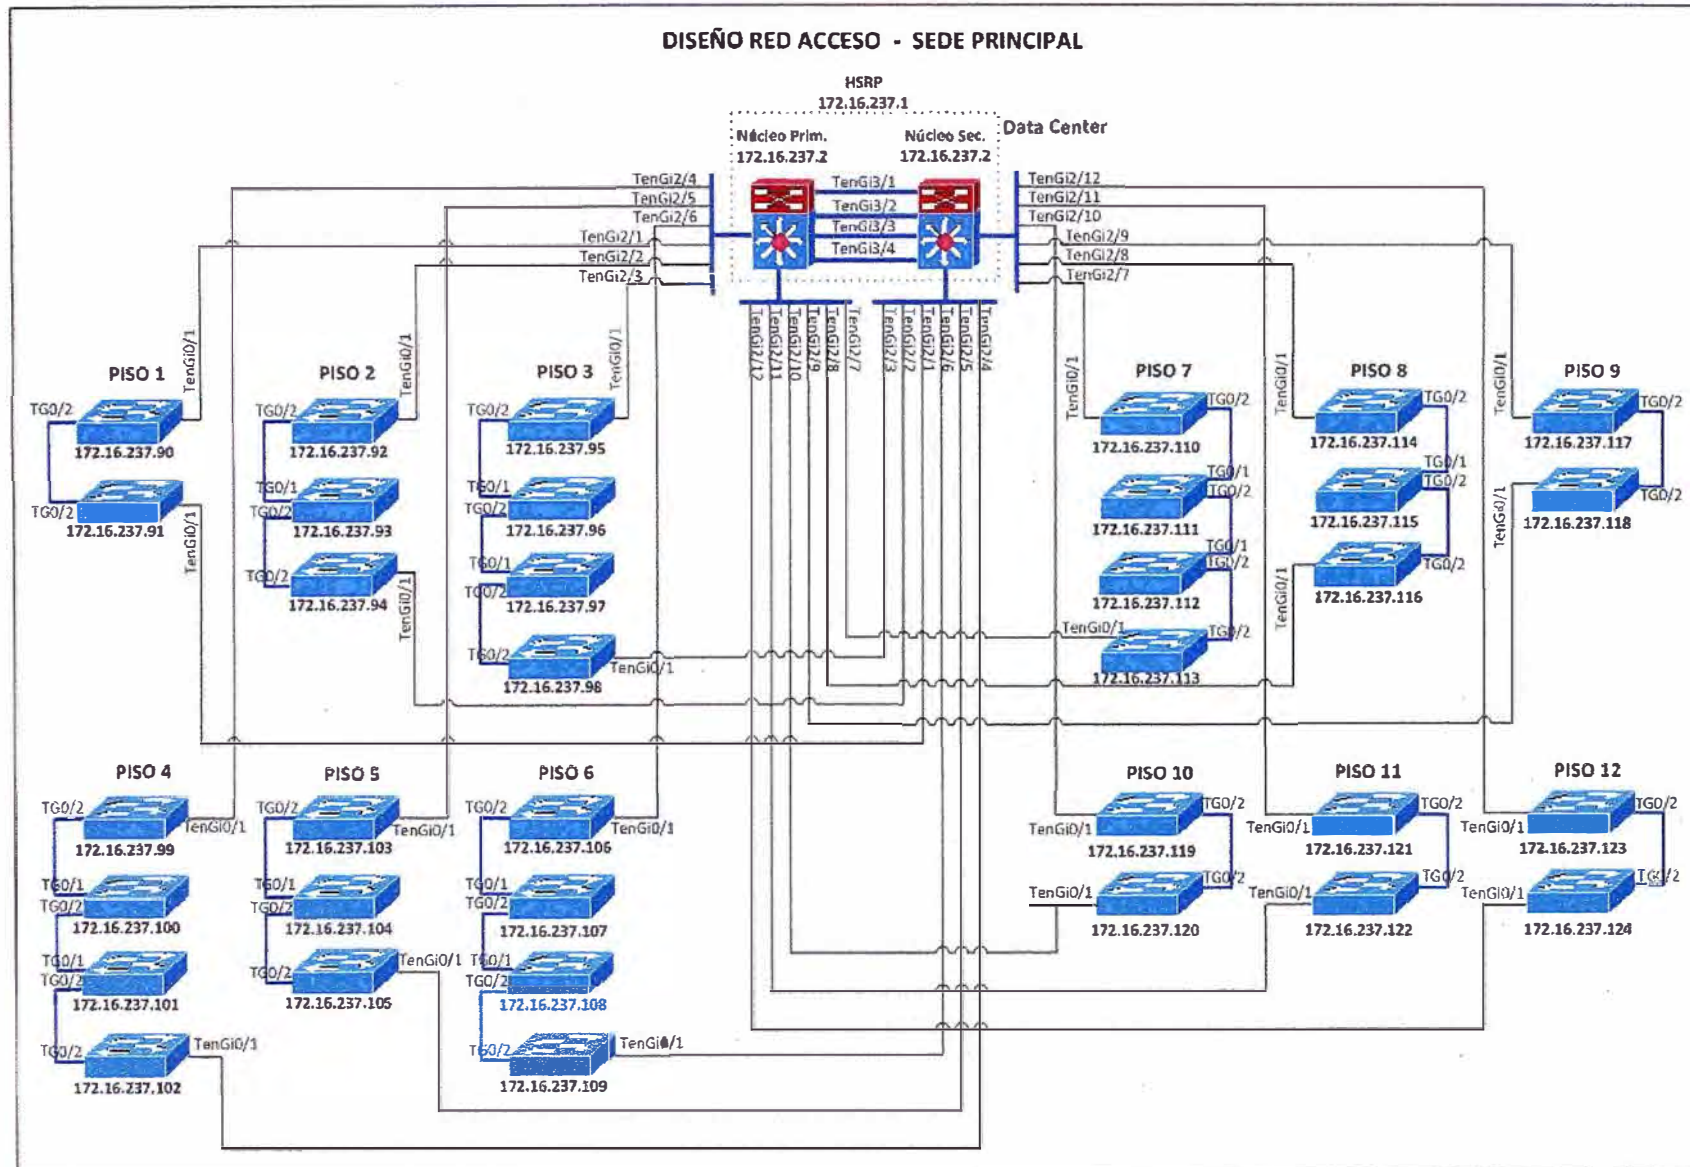 DISEÑO RED ACCESO - SEDE PRINCIPAL
HSRP
172.16.237.1
Data Center
Núcleo Prim.
172.16.237.2
Núcleo Sec.
172.16.237.2
TenGi3/1
TenGi3/2
TenGi3/3
TenGi3/4
TenGi2/4
TenGi2/5
TenGi2/6
TenGi2/1
TenGi2/2
TenGi2/3
TenGi2/12
TenGi2/11
TenGi2/10
TenGi2/9
TenGi2/8
TenGi2/7
TenGi2/12
TenGi2/11
TenGi2/10
TenGi2/9
TenGi2/8
TenGi2/7
TenGi2/3
TenGi2/2
TenGi2/1
TenGi2/6
TenGi2/5
TenGi2/4
PISO 1
TenGi0/1
TG0/2
172.16.237.90
TG0/2
172.16.237.91
TenGi0/1
PISO 2
TenGi0/1
TG0/2
172.16.237.92
TG0/1
TG0/2
172.16.237.93
TG0/2
172.16.237.94
TenGi0/1
PISO 3
TenGi0/1
TG0/2
172.16.237.95
TG0/1
TG0/2
172.16.237.96
TG0/1
TG0/2
172.16.237.97
TG0/2
172.16.237.98
TenGi0/1
PISO 7
TenGi0/1
TG0/2
172.16.237.110
TG0/1
TG0/2
172.16.237.111
TG0/1
TG0/2
172.16.237.112
TenGi0/1
TG0/2
172.16.237.113
PISO 8
TenGi0/1
TG0/2
172.16.237.114
TG0/1
TG0/2
172.16.237.115
TG0/2
172.16.237.116
TenGi0/1
PISO 9
TenGi0/1
TG0/2
172.16.237.117
TG0/2
172.16.237.118
TenGi0/1
PISO 4
TG0/2
TenGi0/1
172.16.237.99
TG0/1
TG0/2
172.16.237.100
TG0/1
TG0/2
172.16.237.101
TenGi0/1
TG0/2
172.16.237.102
PISO 5
TG0/2
TenGi0/1
172.16.237.103
TG0/1
TG0/2
172.16.237.104
TenGi0/1
TG0/2
172.16.237.105
PISO 6
TG0/2
TenGi0/1
172.16.237.106
TG0/1
TG0/2
172.16.237.107
TG0/1
TG0/2
172.16.237.108
TenGi0/1
TG0/2
172.16.237.109
PISO 10
TG0/2
TenGi0/1
172.16.237.119
TG0/2
TenGi0/1
172.16.237.120
PISO 11
TG0/2
TenGi0/1
172.16.237.121
TG0/2
TenGi0/1
172.16.237.122
PISO 12
TG0/2
TenGi0/1
172.16.237.123
TG0/2
TenGi0/1
172.16.237.124